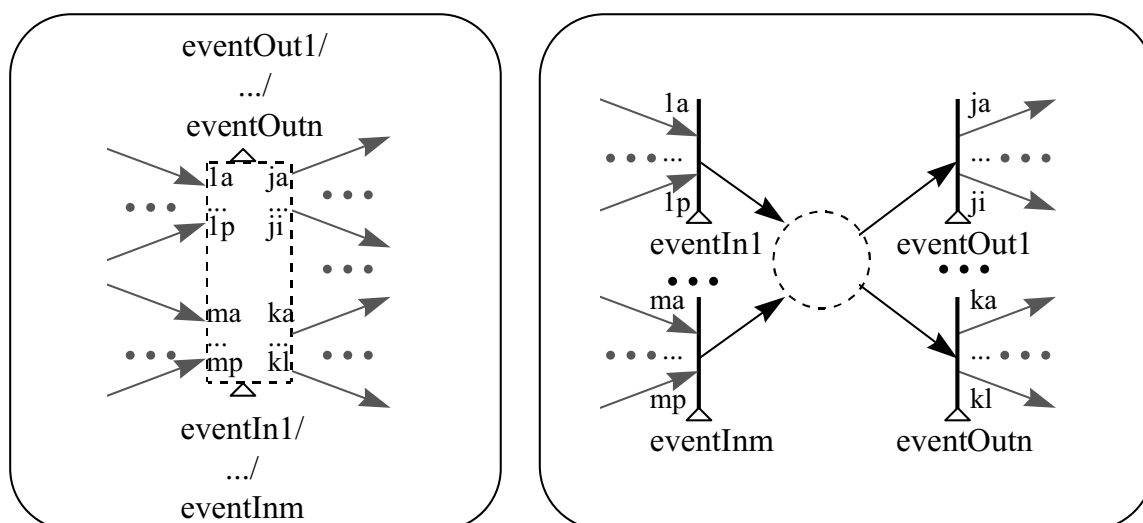 eventOut1/
.../
eventOutn
1a ja
... ...
1p ji
ma ka
... ...
mp kl
eventIn1/
.../
eventInm
1a
...
1p
eventIn1
ma
...
mp
eventInm
ja
...
ji
eventOut1
ka
...
kl
eventOutn